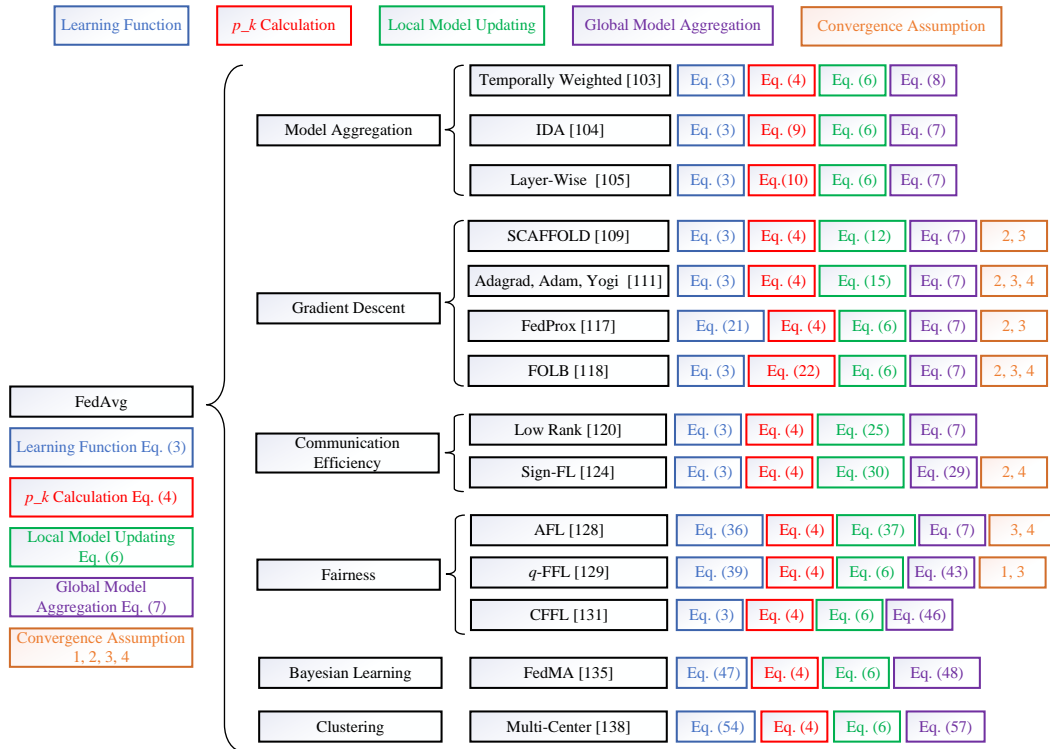 Learning Function
p_k Calculation
Local Model Updating
Global Model Aggregation
Convergence Assumption
FedAvg
Learning Function Eq. (3)
p_k Calculation Eq. (4)
Local Model Updating
Eq. (6)
Global Model
Aggregation Eq. (7)
Convergence Assumption
1, 2, 3, 4
Model Aggregation
Temporally Weighted [103] Eq. (3) Eq. (4) Eq. (6) Eq. (8)
IDA [104] Eq. (3) Eq. (9) Eq. (6) Eq. (7)
Layer-Wise [105] Eq. (3) Eq.(10) Eq. (6) Eq. (7)
Gradient Descent
SCAFFOLD [109] Eq. (3) Eq. (4) Eq. (12) Eq. (7) 2, 3
Adagrad, Adam, Yogi [111] Eq. (3) Eq. (4) Eq. (15) Eq. (7) 2, 3, 4
FedProx [117] Eq. (21) Eq. (4) Eq. (6) Eq. (7) 2, 3
FOLB [118] Eq. (3) Eq. (22) Eq. (6) Eq. (7) 2, 3, 4
Communication
Efficiency
Low Rank [120] Eq. (3) Eq. (4) Eq. (25) Eq. (7)
Sign-FL [124] Eq. (3) Eq. (4) Eq. (30) Eq. (29) 2, 4
Fairness
AFL [128] Eq. (36) Eq. (4) Eq. (37) Eq. (7) 3, 4
q-FFL [129] Eq. (39) Eq. (4) Eq. (6) Eq. (43) 1, 3
CFFL [131] Eq. (3) Eq. (4) Eq. (6) Eq. (46)
Bayesian Learning
FedMA [135] Eq. (47) Eq. (4) Eq. (6) Eq. (48)
Clustering
Multi-Center [138] Eq. (54) Eq. (4) Eq. (6) Eq. (57)